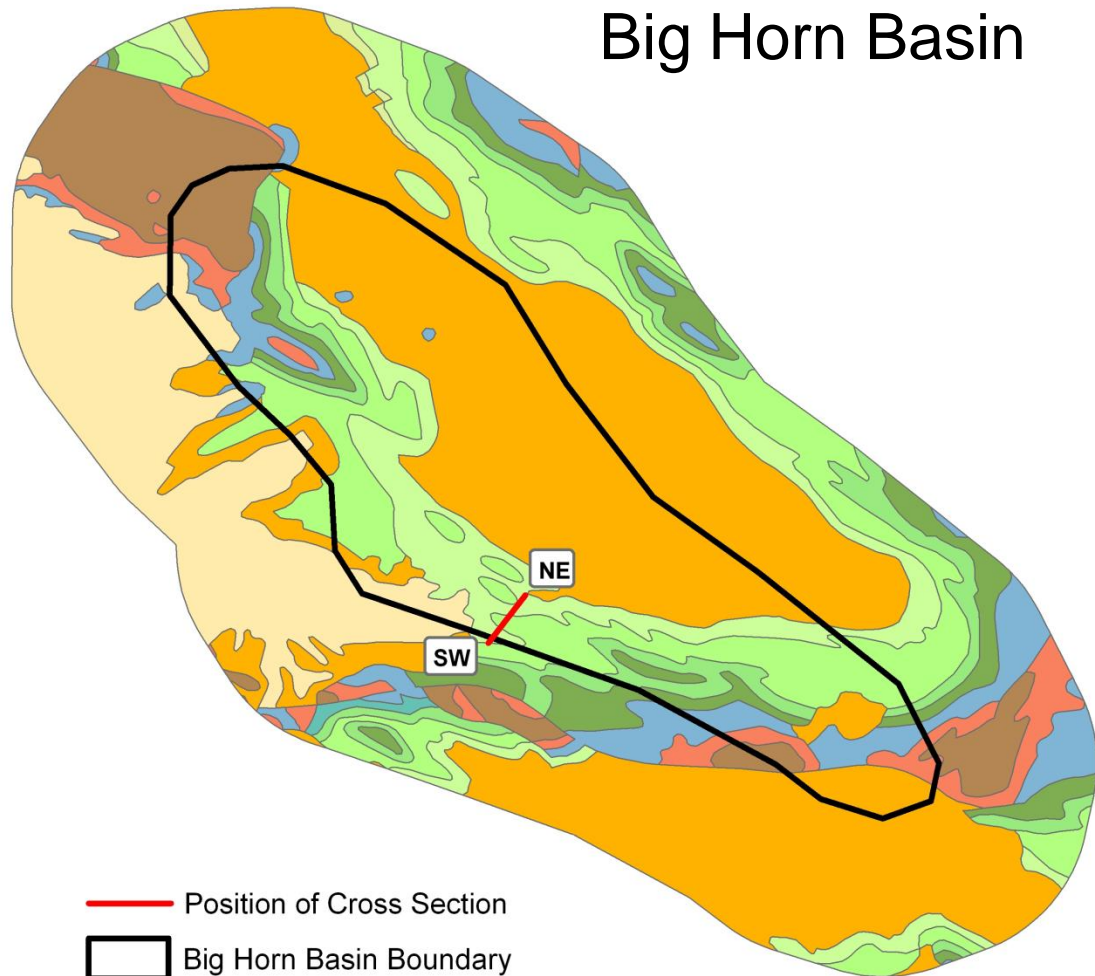 Big Horn Basin
NE
SW
Position of Cross Section
Big Horn Basin Boundary